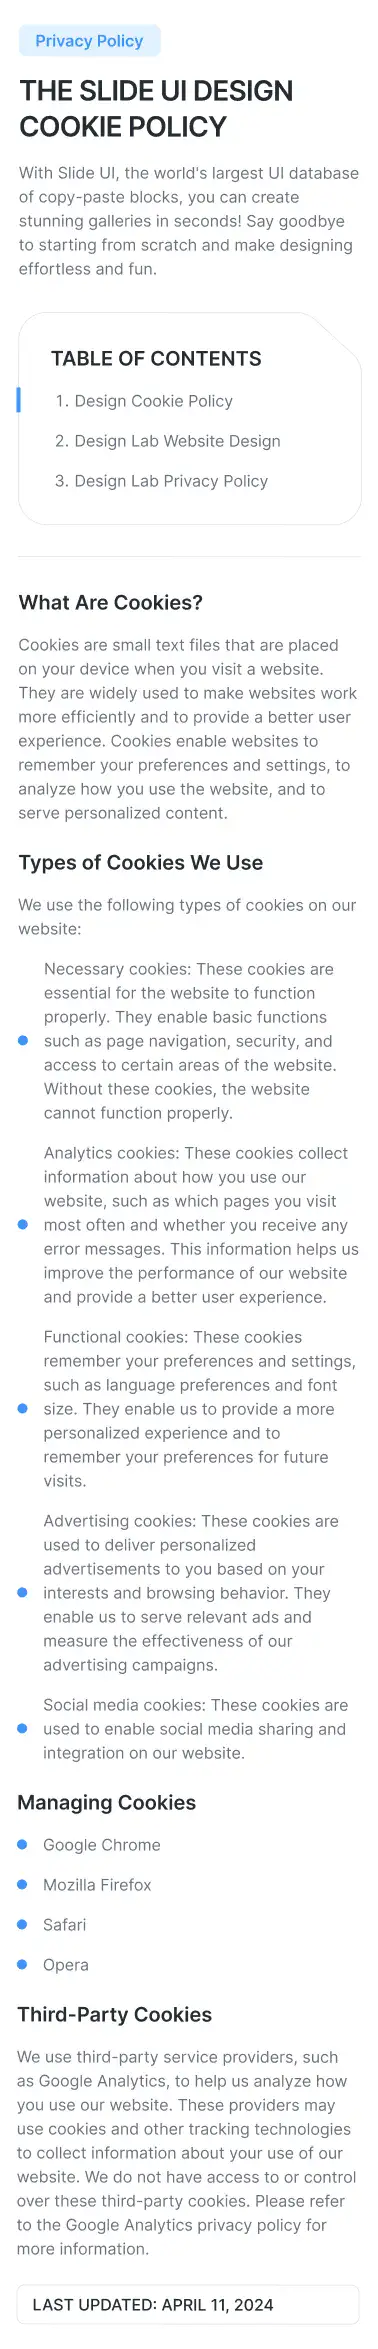 Privacy Policy
THE SLIDE UI DESIGN
COOKIE POLICY
With Slide UI, the world's largest UI database
of copy-paste blocks, you can create
stunning galleries in seconds! Say goodbye
to starting from scratch and make designing
effortless and fun.
TABLE OF CONTENTS
1. Design Cookie Policy
2. Design Lab Website Design
3. Design Lab Privacy Policy
What Are Cookies?
Cookies are small text files that are placed
on your device when you visit a website.
They are widely used to make websites work
more efficiently and to provide a better user
experience. Cookies enable websites to
remember your preferences and settings, to
analyze how you use the website, and to
serve personalized content.
Types of Cookies We Use
We use the following types of cookies on our
website:
Necessary cookies: These cookies are
essential for the website to function
properly. They enable basic functions
such as page navigation, security, and
access to certain areas of the website.
Without these cookies, the website
cannot function properly.
Analytics cookies: These cookies collect
information about how you use our
website, such as which pages you visit
most often and whether you receive any
error messages. This information helps us
improve the performance of our website
and provide a better user experience.
Functional cookies: These cookies
remember your preferences and settings,
such as language preferences and font
size. They enable us to provide a more
personalized experience and to
remember your preferences for future
visits.
Advertising cookies: These cookies are
used to deliver personalized
advertisements to you based on your
interests and browsing behavior. They
enable us to serve relevant ads and
measure the effectiveness of our
advertising campaigns.
Social media cookies: These cookies are
used to enable social media sharing and
integration on our website.
Managing Cookies
Google Chrome
Mozilla Firefox
Safari
Opera
Third-Party Cookies
We use third-party service providers, such
as Google Analytics, to help us analyze how
you use our website. These providers may
use cookies and other tracking technologies
to collect information about your use of our
website. We do not have access to or control
over these third-party cookies. Please refer
to the Google Analytics privacy policy for
more information.
LAST UPDATED: APRIL 11, 2024